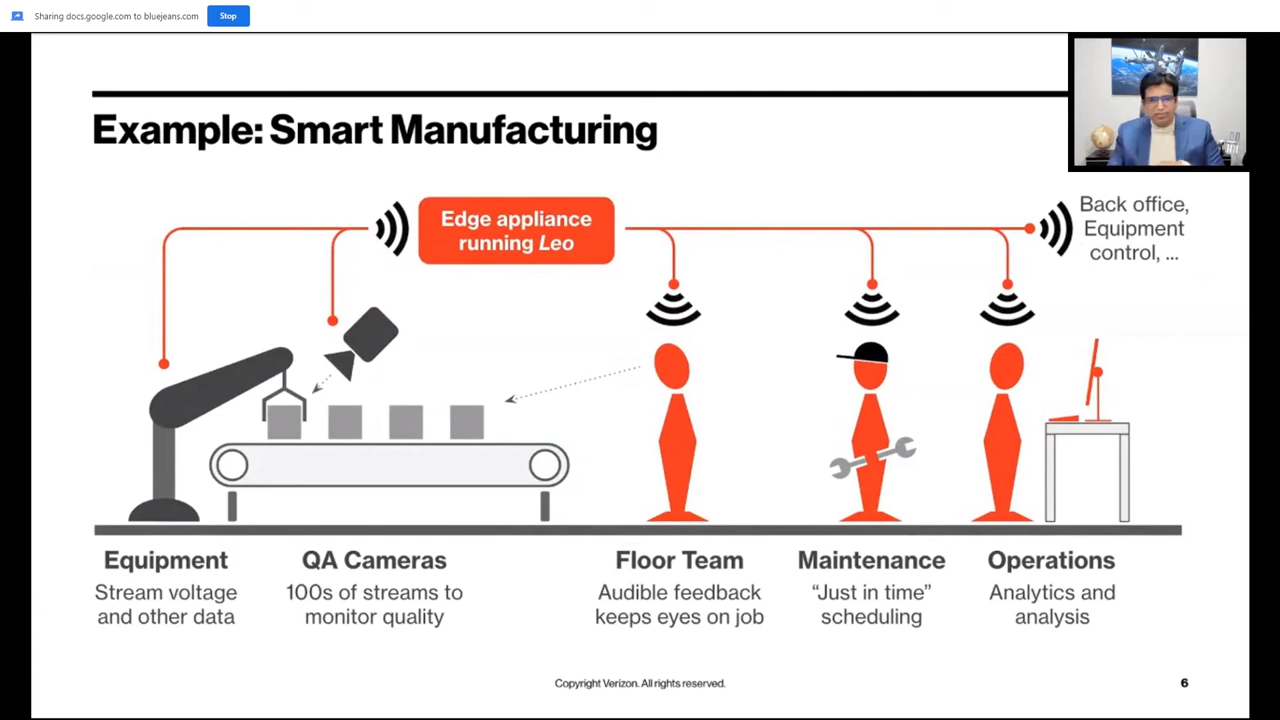 Sharing docs.google.com to bluejeans.com
Stop
Example: Smart Manufacturing
Edge appliance
running Leo
Back office,
Equipment
control, ...
Equipment
Stream voltage
and other data
QA Cameras
100s of streams to
monitor quality
Floor Team
Audible feedback
keeps eyes on job
Maintenance
“Just in time”
scheduling
Operations
Analytics and
analysis
Copyright Verizon. All rights reserved.
6